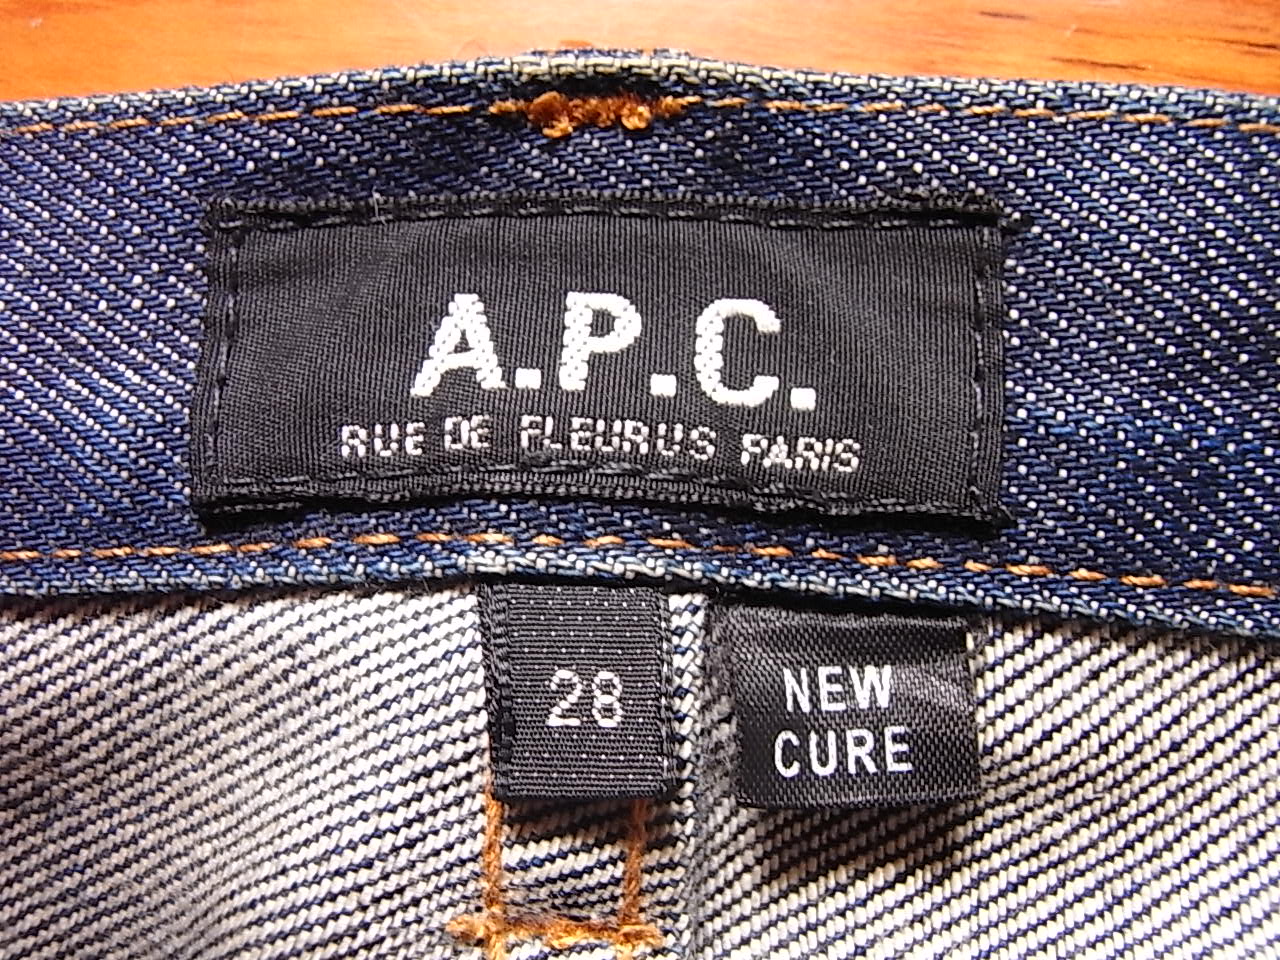 A.P.C.
RUE DE FLEURUS PARIS
28
NEW
CURE